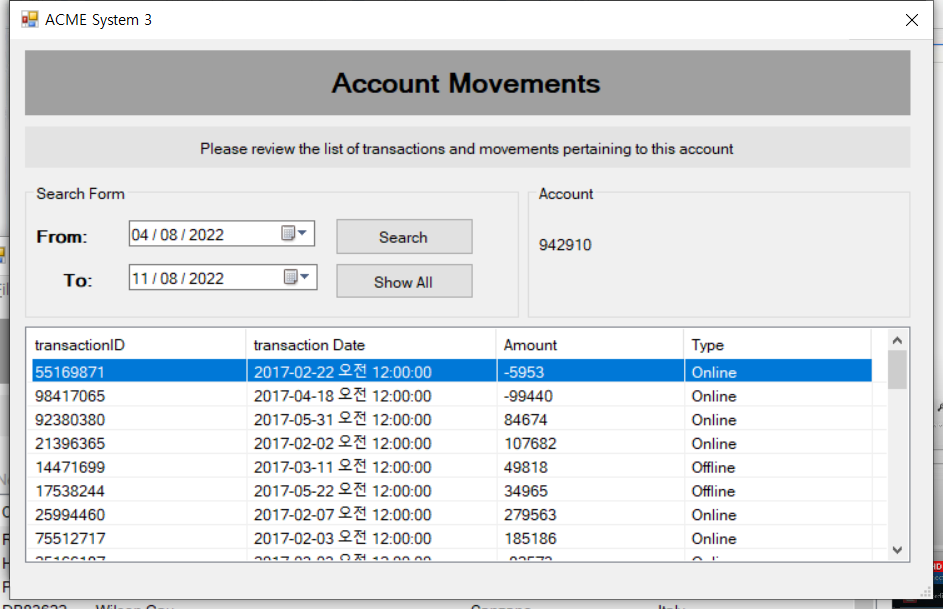 ACME System 3
Account Movements
Please review the list of transactions and movements pertaining to this account
Search Form
From: 04 / 08 / 2022 Search
To: 11 / 08 / 2022 Show All
Account
942910
transactionID transaction Date Amount Type
55169871 2017-02-22 오전 12:00:00 -5953 Online
98417065 2017-04-18 오전 12:00:00 -99440 Online
92380380 2017-05-31 오전 12:00:00 84674 Online
21396365 2017-02-02 오전 12:00:00 107682 Online
14471699 2017-03-11 오전 12:00:00 49818 Offline
17538244 2017-05-22 오전 12:00:00 34965 Offline
25994460 2017-02-07 오전 12:00:00 279563 Online
75512717 2017-02-03 오전 12:00:00 185186 Online